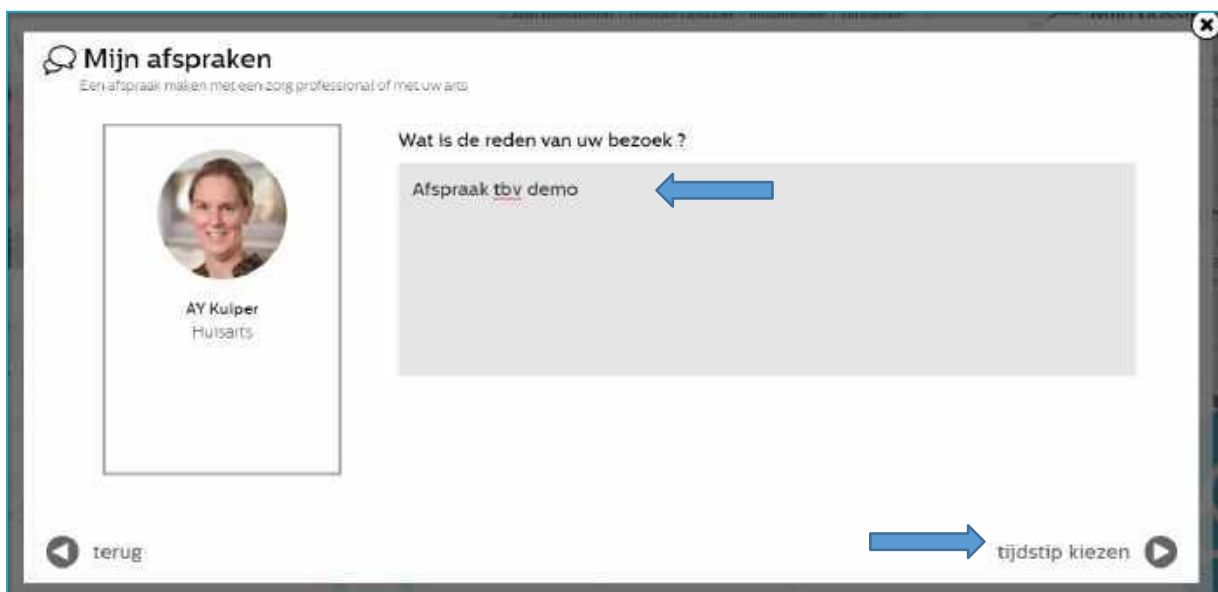 Mijn afspraken
Een afspraak maken met een zorg professional of met uw arts
Wat is de reden van uw bezoek ?
Afspraak tbv demo
AY Kuiper
Huisarts
terug
tijdstip kiezen